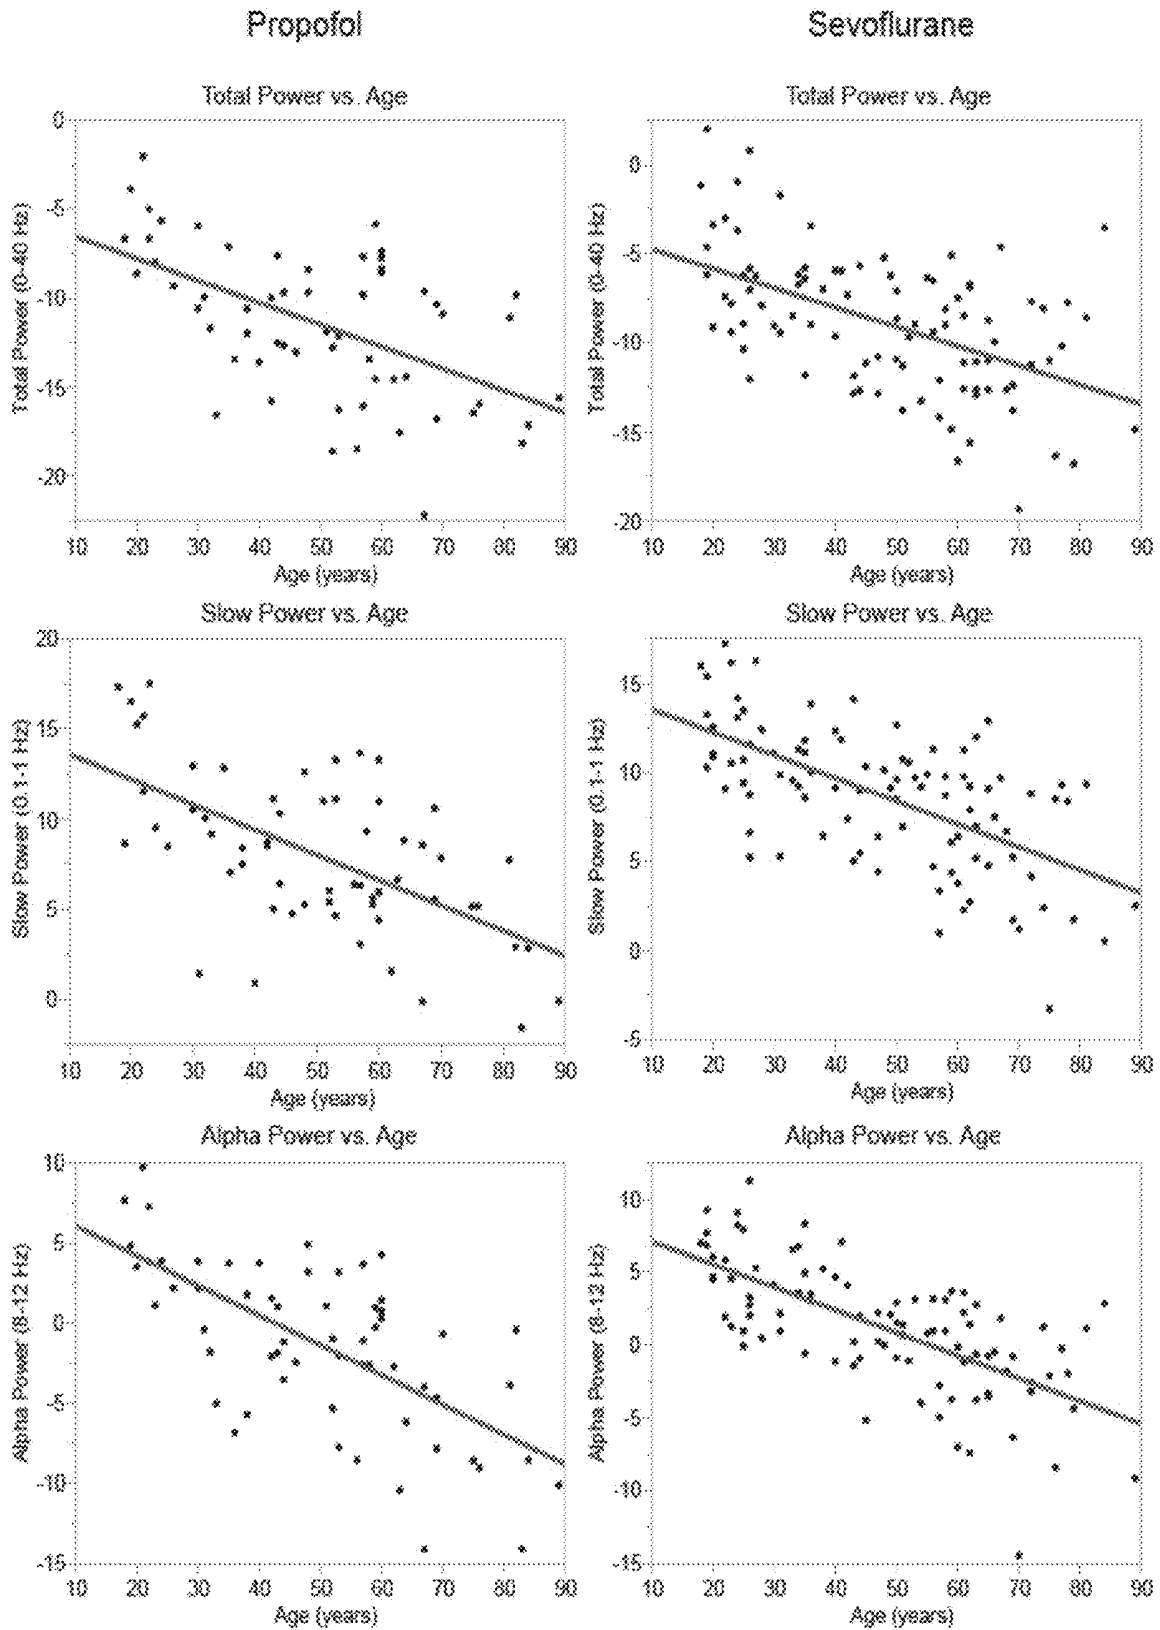 Propofol
Sevoflurane
Total Power vs. Age
0
-5
-10
-15
-20
Total Power (0-40 Hz)
10 20 30 40 50 60 70 80 90
Age (years)
Total Power vs. Age
0
-5
-10
-15
-20
Total Power (0-40 Hz)
10 20 30 40 50 60 70 80 90
Age (years)
Slow Power vs. Age
20
15
10
5
0
Slow Power (0.1-1 Hz)
10 20 30 40 50 60 70 80 90
Age (years)
Slow Power vs. Age
15
10
5
0
-5
Slow Power (0.1-1 Hz)
10 20 30 40 50 60 70 80 90
Age (years)
Alpha Power vs. Age
10
5
0
-5
-10
-15
Alpha Power (8-12 Hz)
10 20 30 40 50 60 70 80 90
Age (years)
Alpha Power vs. Age
10
5
0
-5
-10
-15
Alpha Power (8-12 Hz)
10 20 30 40 50 60 70 80 90
Age (years)